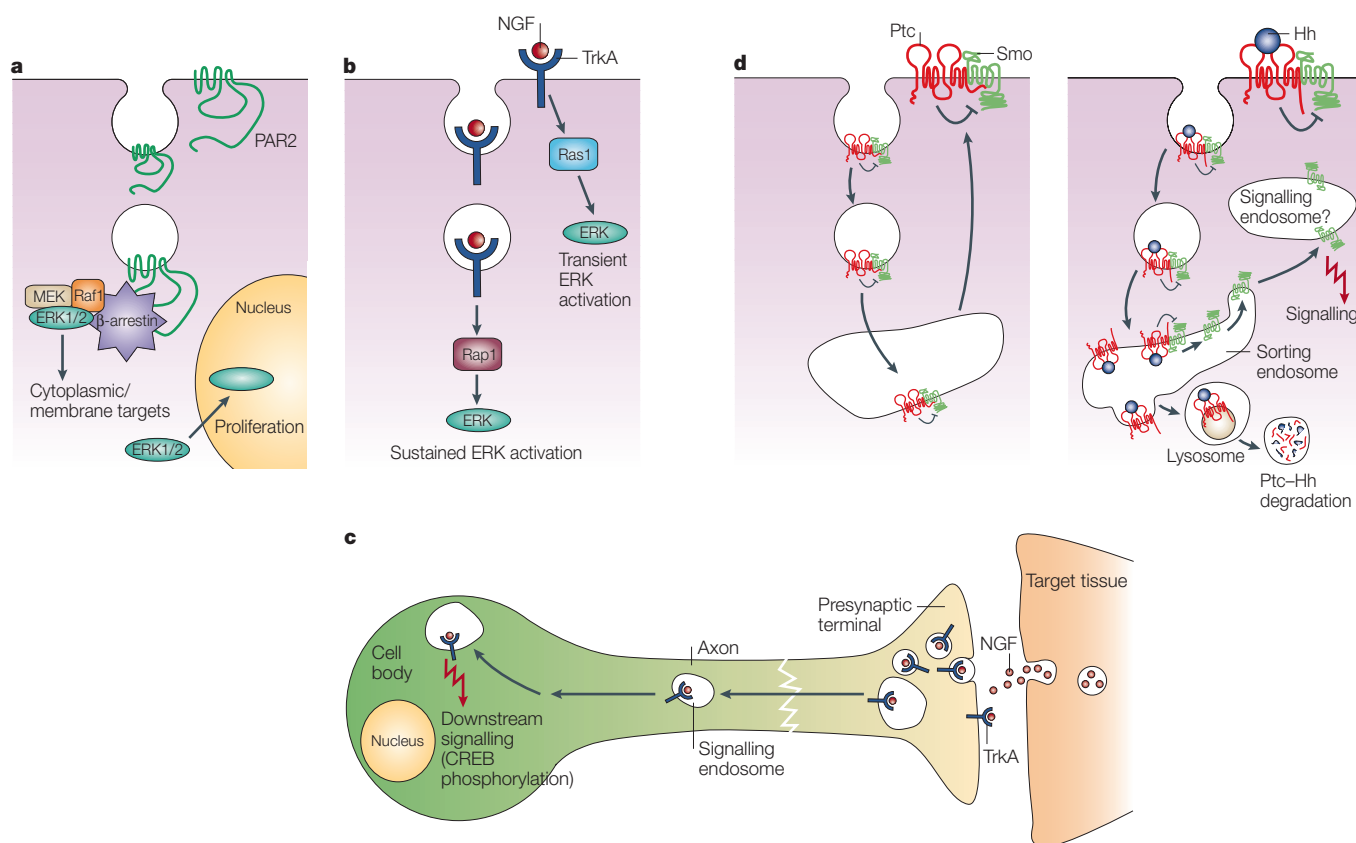 a
PAR2
MEK
Raf1
ERK1/2
β-arrestin
Cytoplasmic/
membrane targets
Nucleus
Proliferation
ERK1/2
b
NGF
TrkA
Ras1
ERK
Transient
ERK
activation
Rap1
ERK
Sustained ERK activation
d
Ptc
Smo
Hh
Signalling
endosome?
Signalling
Sorting
endosome
Lysosome
Ptc–Hh
degradation
c
Cell
body
Nucleus
Downstream
signalling
(CREB
phosphorylation)
Axon
Signalling
endosome
Presynaptic
terminal
NGF
TrkA
Target tissue